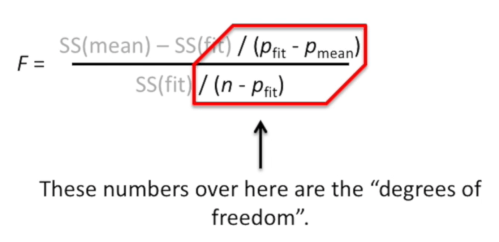 SS(mean) – SS(fit) / (pfit - pmean)
F =
SS(fit) / (n - pfit)
These numbers over here are the “degrees of
freedom”.